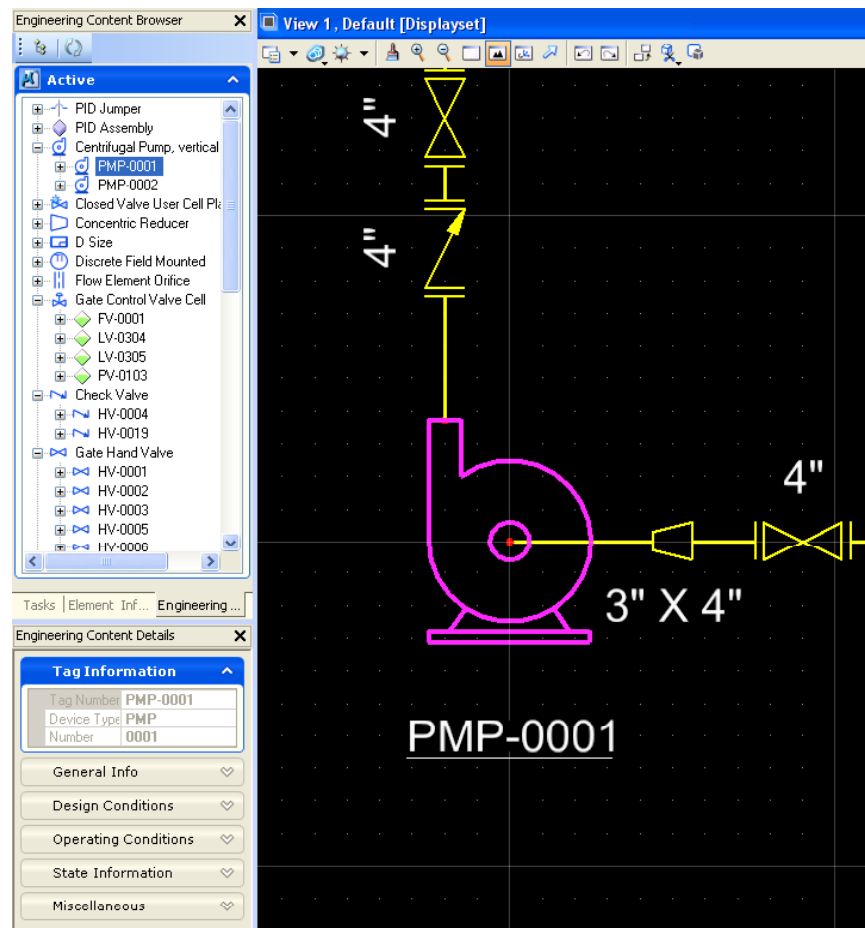 Engineering Content Browser
View 1, Default [Displayset]
Active
PID Jumper
PID Assembly
Centrifugal Pump, vertical
PMP-0001
PMP-0002
Closed Valve User Cell Pla
Concentric Reducer
D Size
Discrete Field Mounted
Flow Element Orifice
Gate Control Valve Cell
FV-0001
LV-0304
LV-0305
PV-0103
Check Valve
HV-0004
HV-0019
Gate Hand Valve
HV-0001
HV-0002
HV-0003
HV-0005
HV-0006
Tasks
Element Inf...
Engineering ...
Engineering Content Details
Tag Information
Tag Number PMP-0001
Device Type PMP
Number 0001
General Info
Design Conditions
Operating Conditions
State Information
Miscellaneous
4"
4"
4"
3" X 4"
PMP-0001